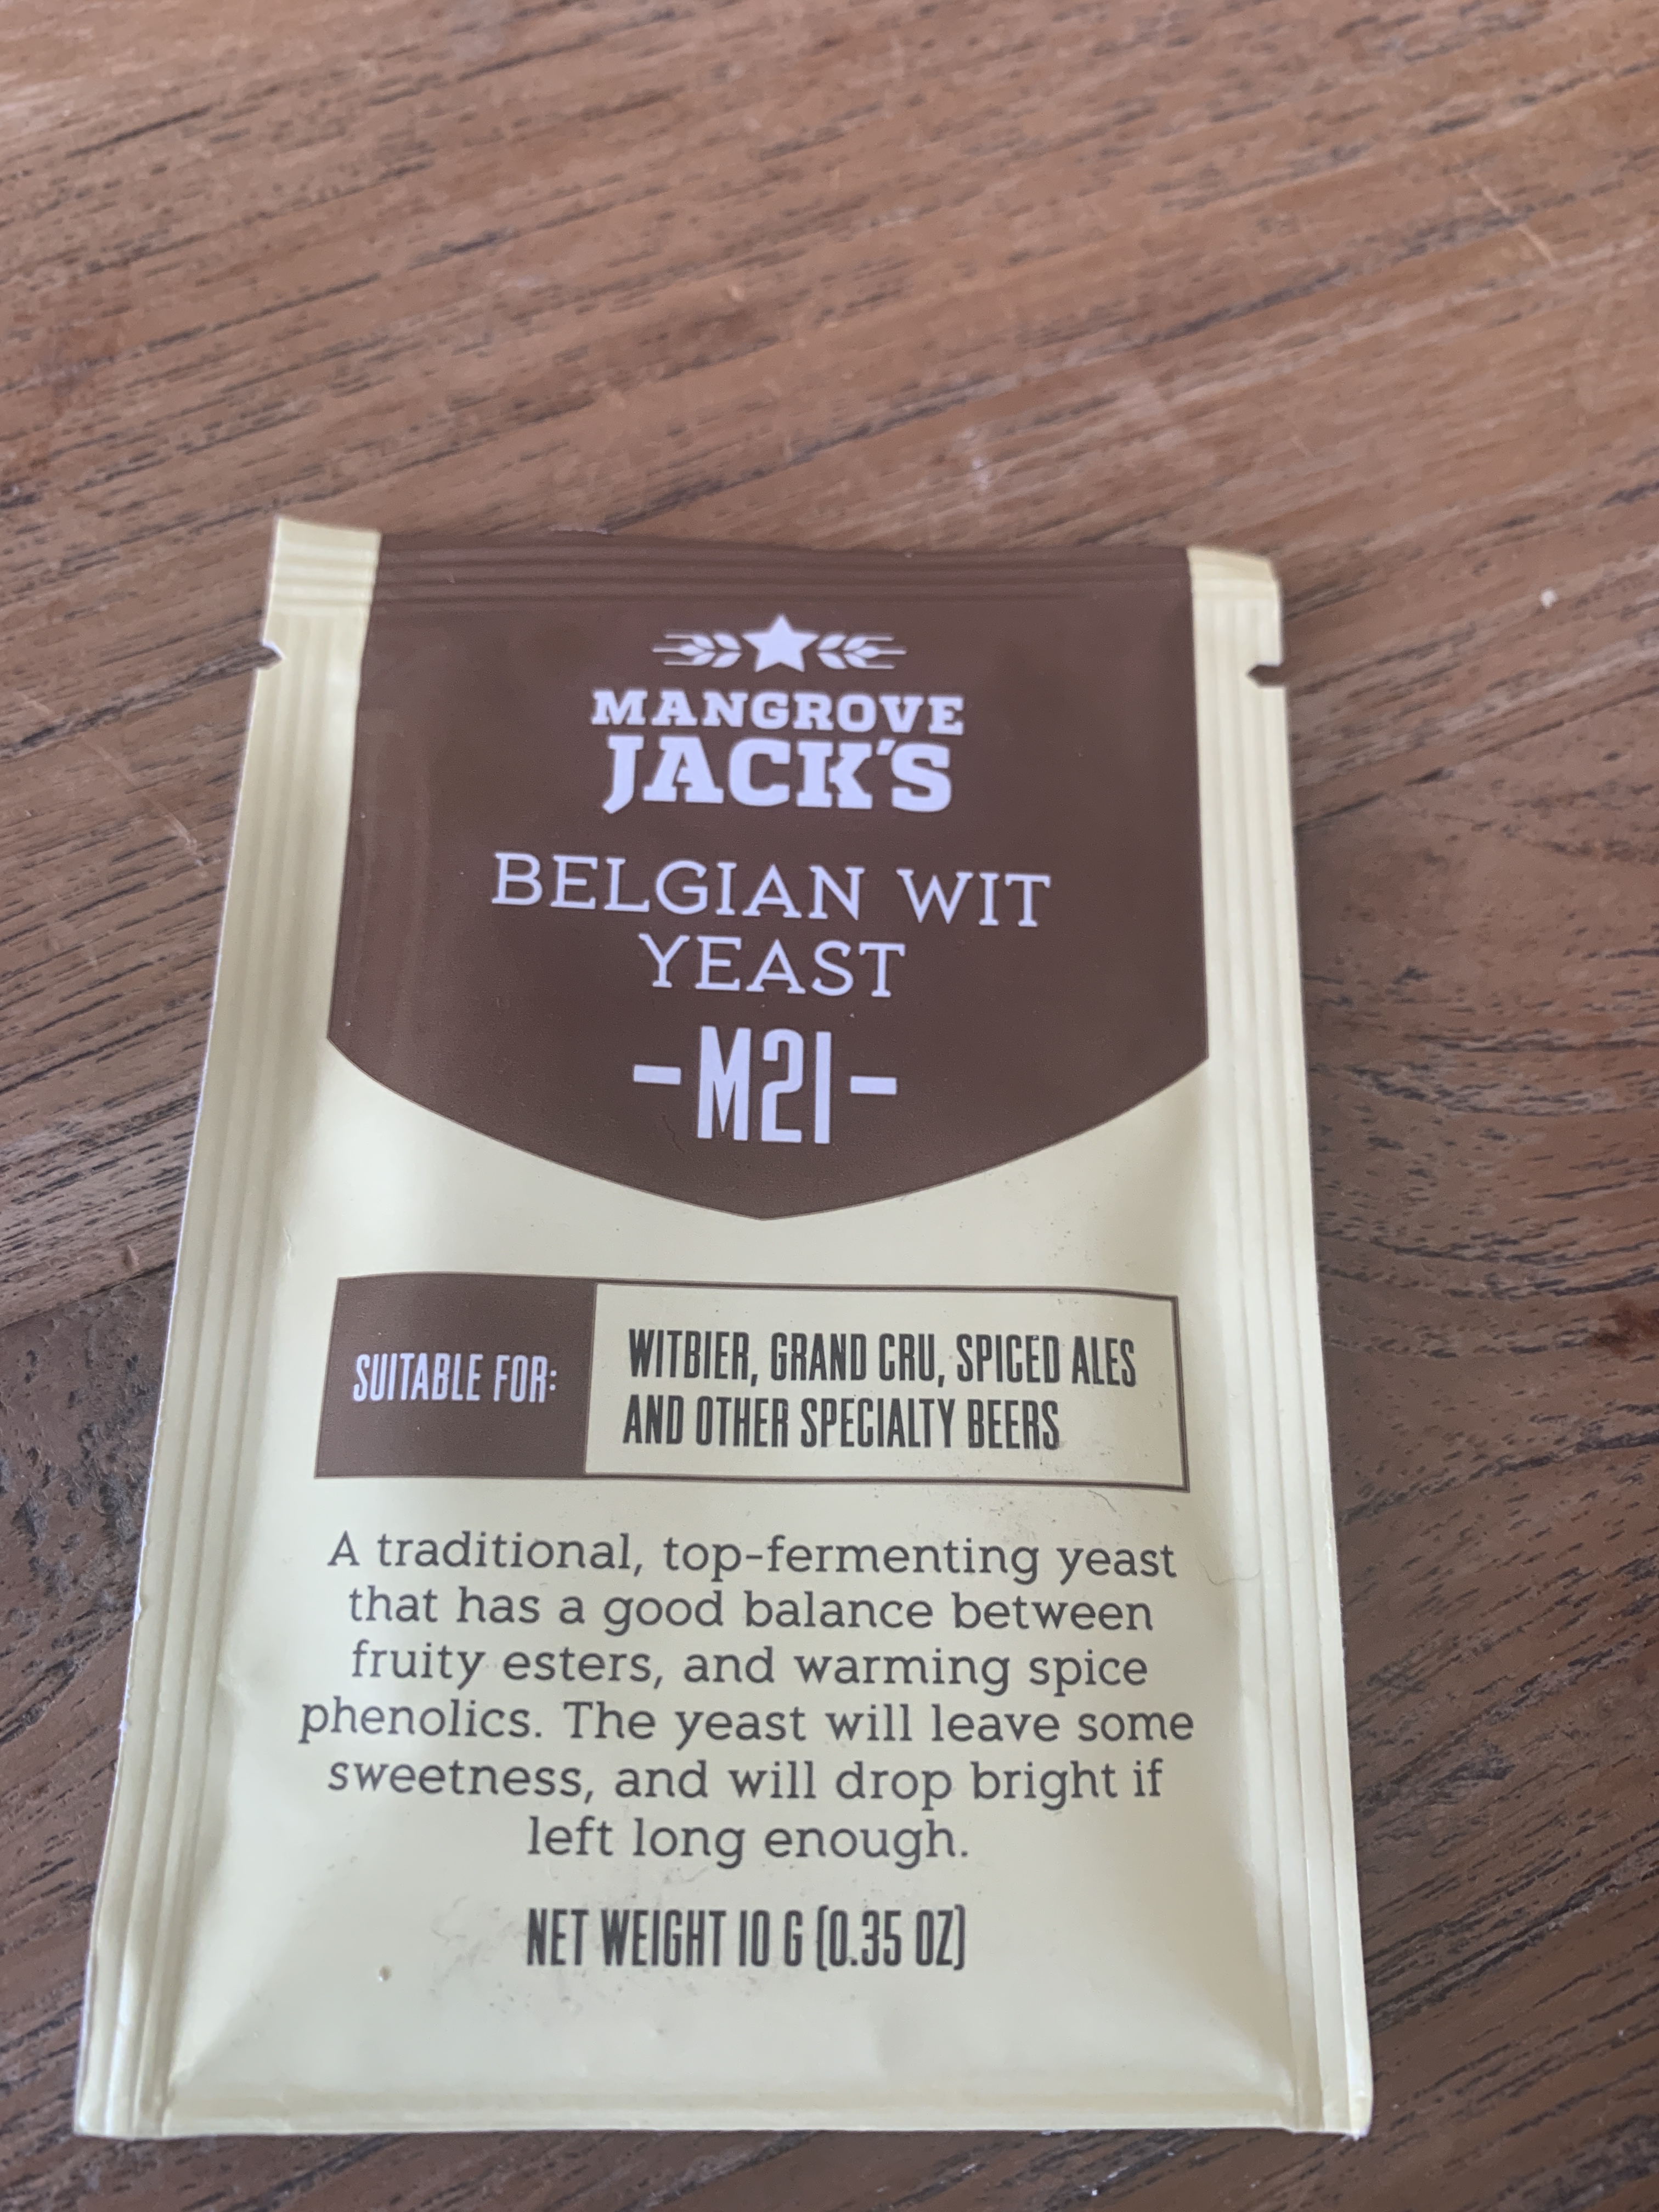 MANGROVE
JACK'S
BELGIAN WIT
YEAST
-M21-
SUITABLE FOR:
WITBIER, GRAND CRU, SPICED ALES
AND OTHER SPECIALTY BEERS
A traditional, top-fermenting yeast
that has a good balance between
fruity esters, and warming spice
phenolics. The yeast will leave some
sweetness, and will drop bright if
left long enough.
NET WEIGHT 10 G (0.35 OZ)